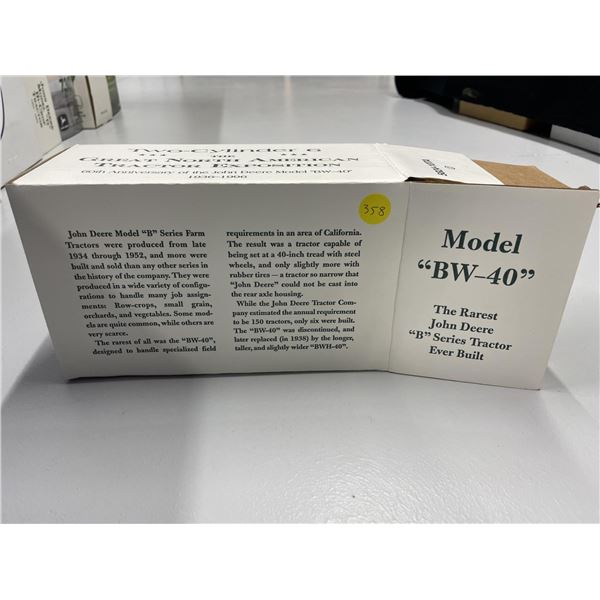 Two-Cylinder 6
*** THE ***
GREAT NORTH AMERICAN
TRACTOR EXPOSITION
60th Anniversary of the John Deere Model "BW-40"
1936-1996
John Deere Model “B” Series Farm
Tractors were produced from late
1934 through 1952, and more were
built and sold than any other series in
the history of the company. They were
produced in a wide variety of configu-
rations to handle many job assign-
ments: Row-crops, small grain,
orchards, and vegetables. Some mod-
els are quite common, while others are
very scarce.
The rarest of all was the “BW-40”,
designed to handle specialized field
requirements in an area of California.
The result was a tractor capable of
being set at a 40-inch tread with steel
wheels, and only slightly more with
rubber tires — a tractor so narrow that
“John Deere” could not be cast into
the rear axle housing.
While the John Deere Tractor Com-
pany estimated the annual requirement
to be 150 tractors, only six were built.
The “BW-40” was discontinued, and
later replaced (in 1938) by the longer,
taller, and slightly wider “BWH-40”.
358
Model
“BW–40”
The Rarest
John Deere
“B” Series Tractor
Ever Built